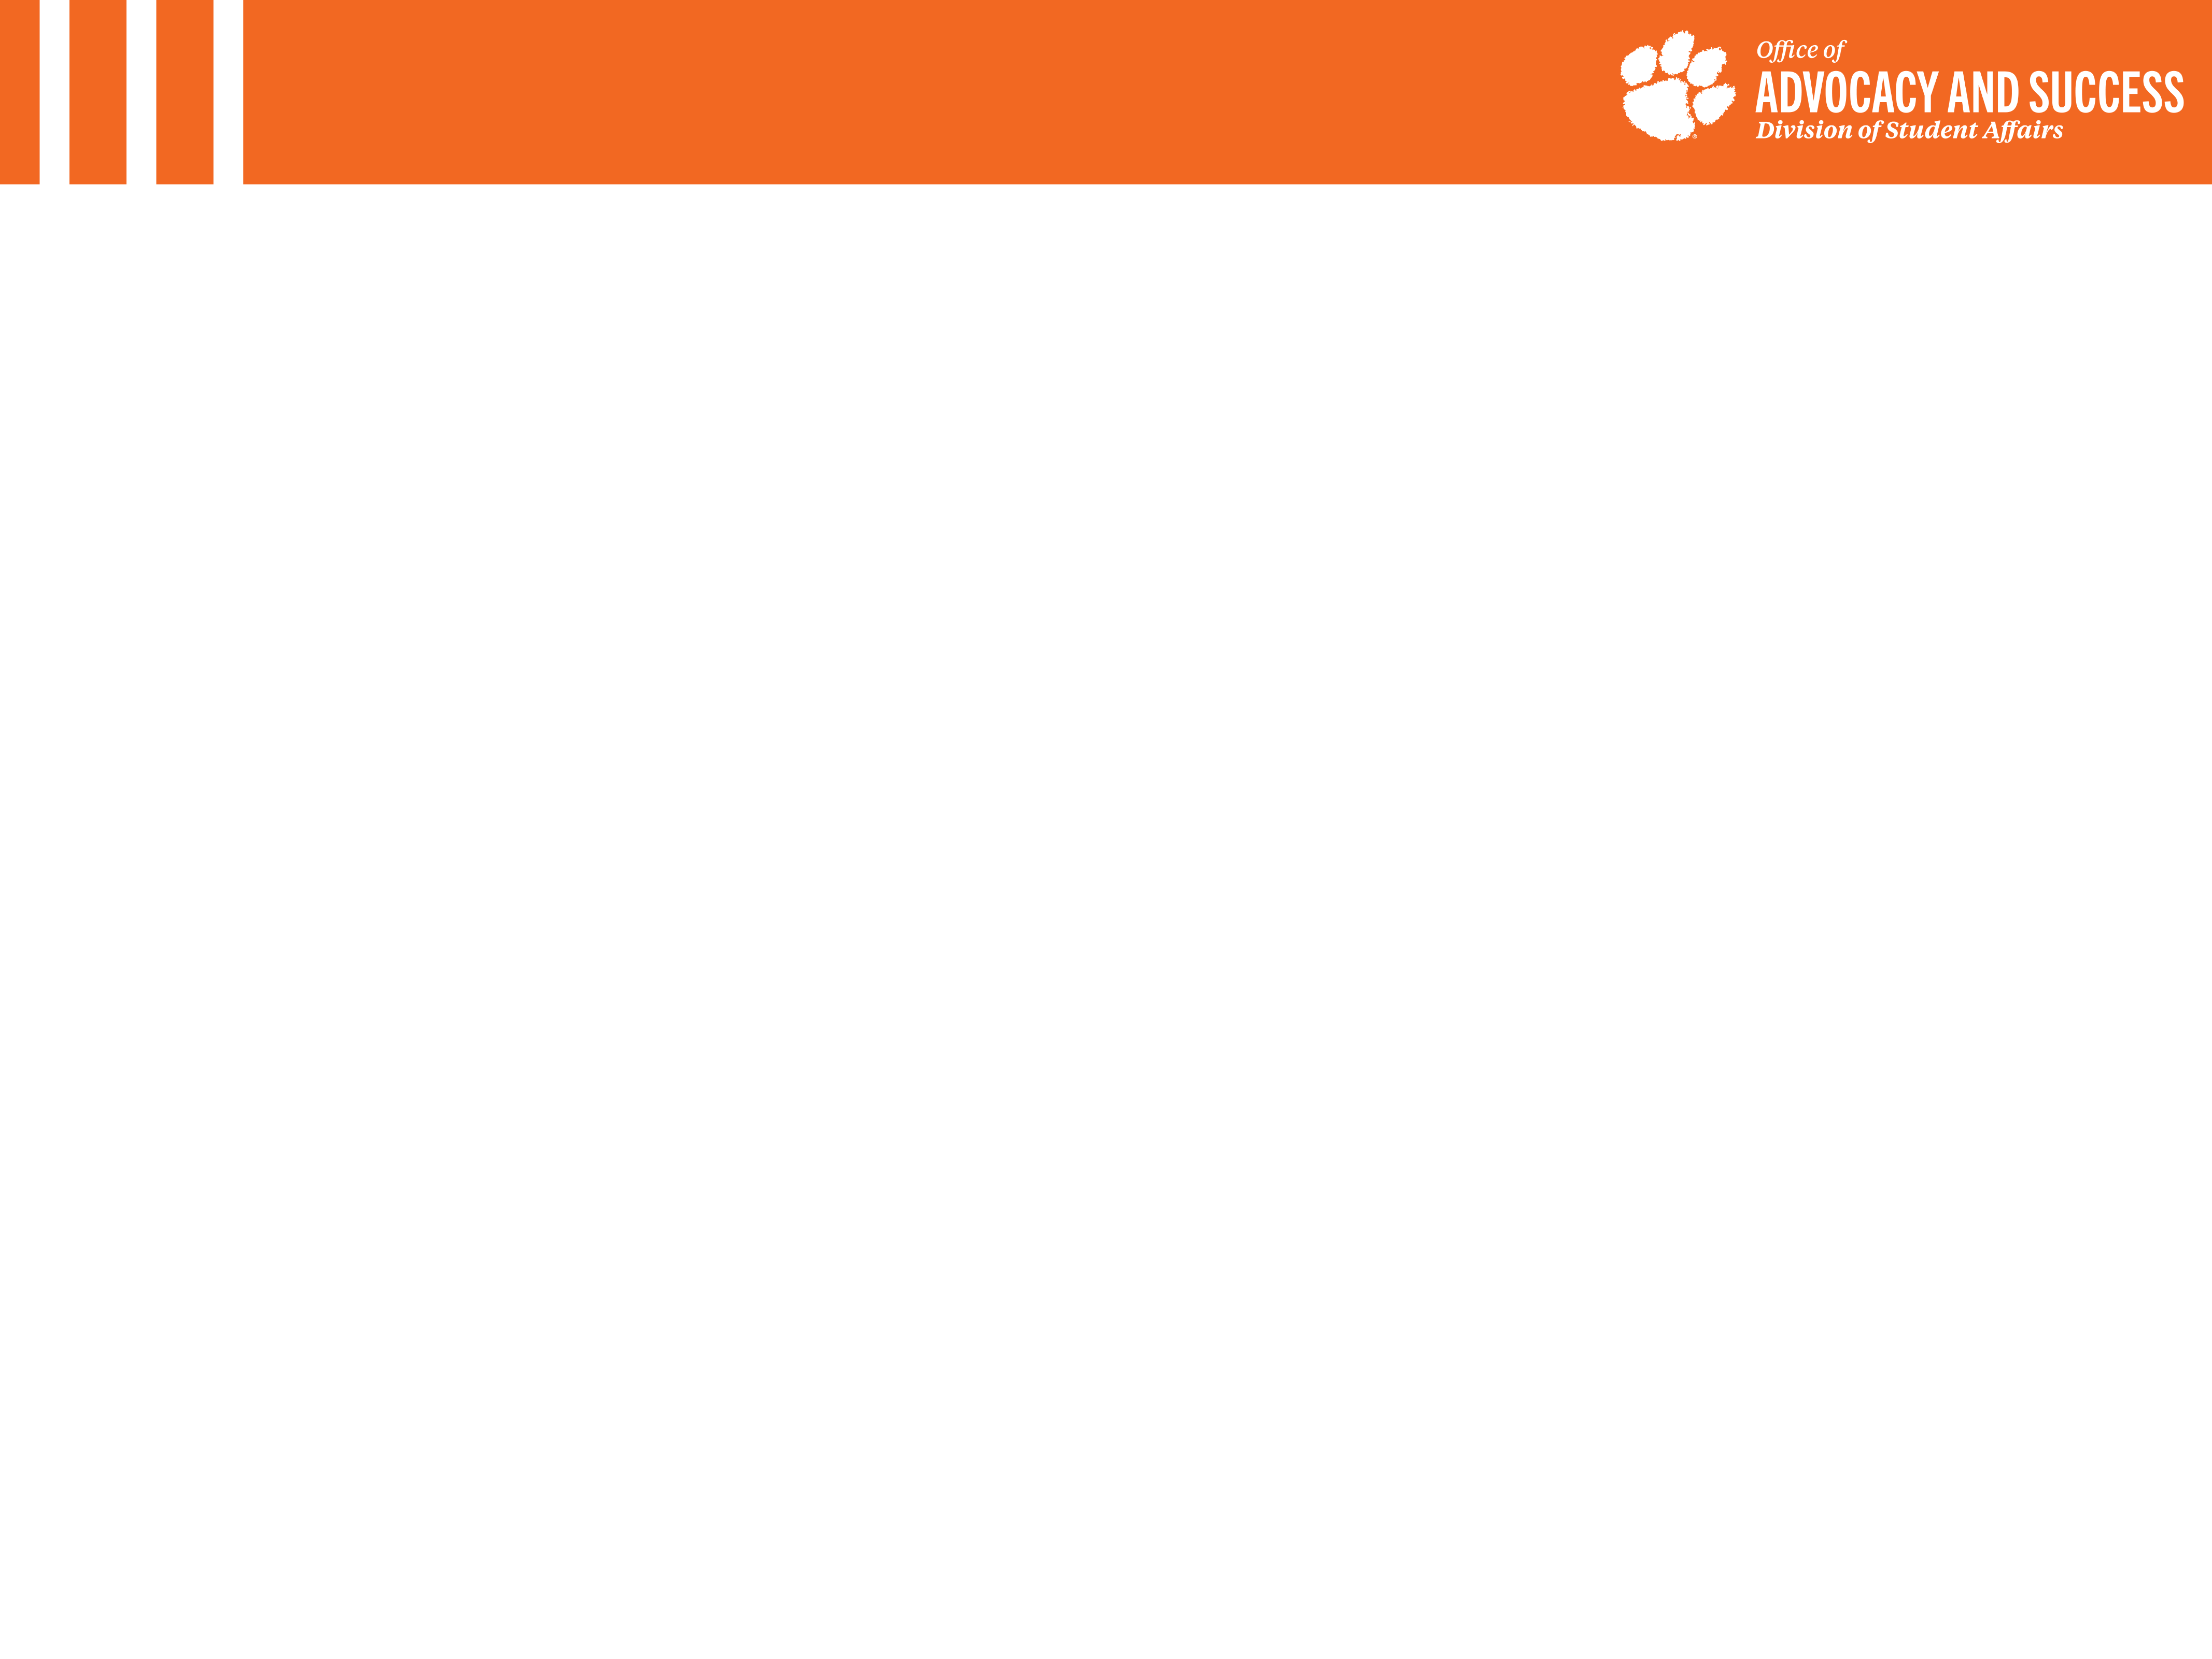 Office of
ADVOCACY AND SUCCESS
Division of Student Affairs
®